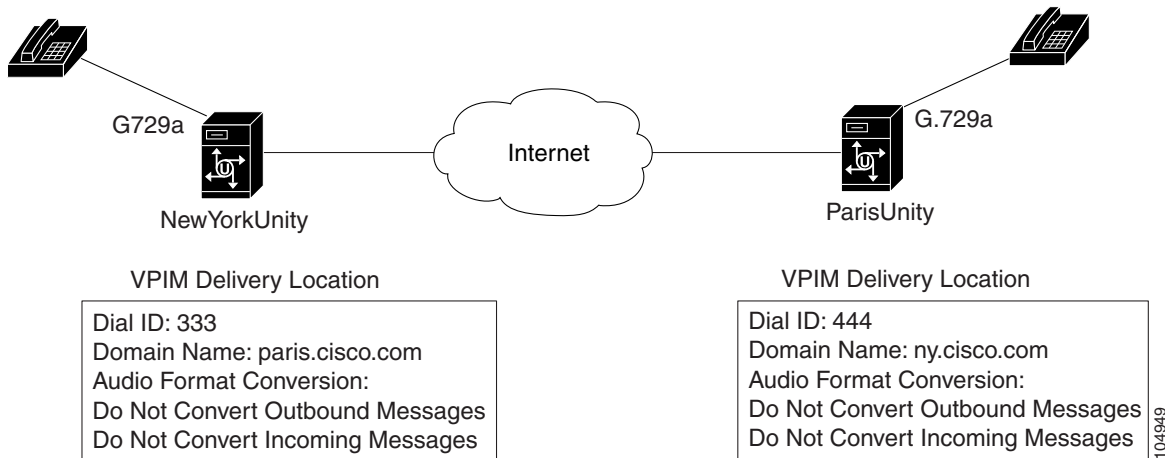 G729a
G.729a
Internet
NewYorkUnity
ParisUnity
VPIM Delivery Location
Dial ID: 333
Domain Name: paris.cisco.com
Audio Format Conversion:
Do Not Convert Outbound Messages
Do Not Convert Incoming Messages
VPIM Delivery Location
Dial ID: 444
Domain Name: ny.cisco.com
Audio Format Conversion:
Do Not Convert Outbound Messages
Do Not Convert Incoming Messages
104949
U
U